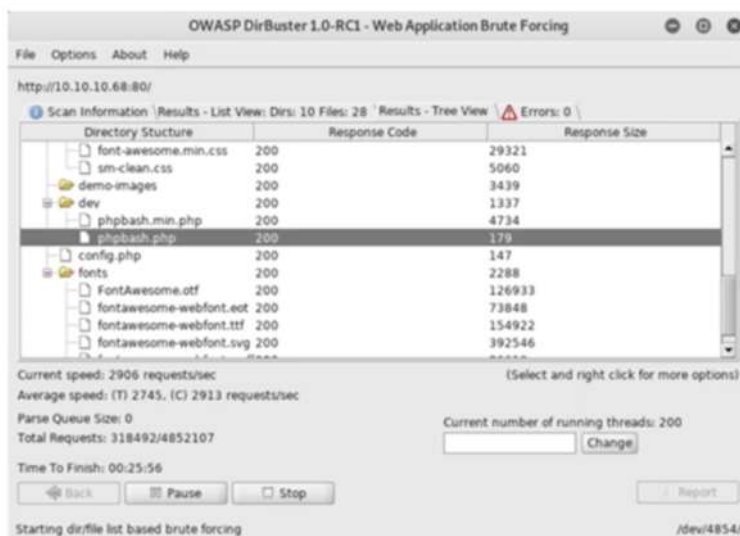 OWASP DirBuster 1.0-RC1 - Web Application Brute Forcing
File Options About Help
http://10.10.10.68:80/
Scan Information Results - List View: Dirs: 10 Files: 28 Results - Tree View Errors: 0
Directory Stucture Response Code Response Size
font-awesome.min.css 200 29321
sm-clean.css 200 5060
demo-images 200 3439
dev 200 1337
phpbash.min.php 200 4734
phpbash.php 200 179
config.php 200 147
fonts 200 2288
FontAwesome.otf 200 126933
fontawesome-webfont.eot 200 73848
fontawesome-webfont.ttf 200 154922
fontawesome-webfont.svg 200 392546
Current speed: 2906 requests/sec (Select and right click for more options)
Average speed: (T) 2745, (C) 2913 requests/sec
Parse Queue Size: 0
Current number of running threads: 200
Total Requests: 318492/4852107
Change
Time To Finish: 00:25:56
Back Pause Stop Report
Starting dir/file list based brute forcing /dev/4854/